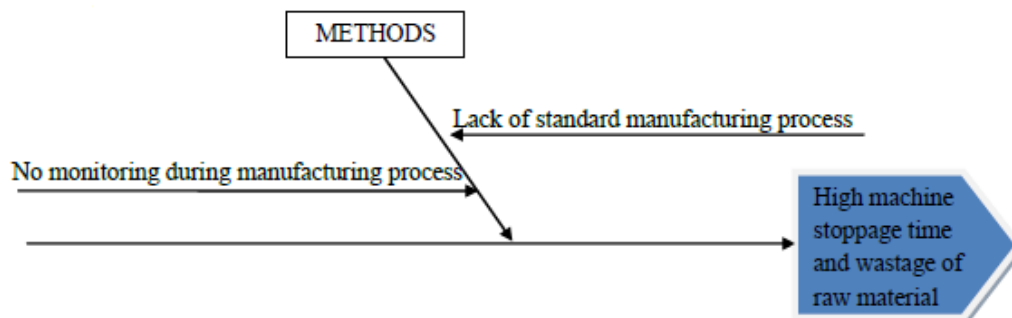 METHODS
Lack of standard manufacturing process
No monitoring during manufacturing process
High machine
stoppage time
and wastage of
raw material